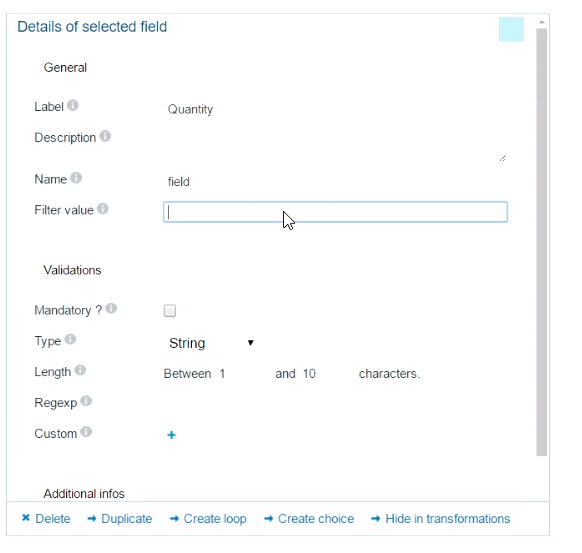 Details of selected field
General
Label
Quantity
Description
Name
field
Filter value
Validations
Mandatory ?
Type
String
Length
Between 1 and 10 characters.
Regexp
Custom
+
Additional infos
Delete Duplicate Create loop Create choice Hide in transformations